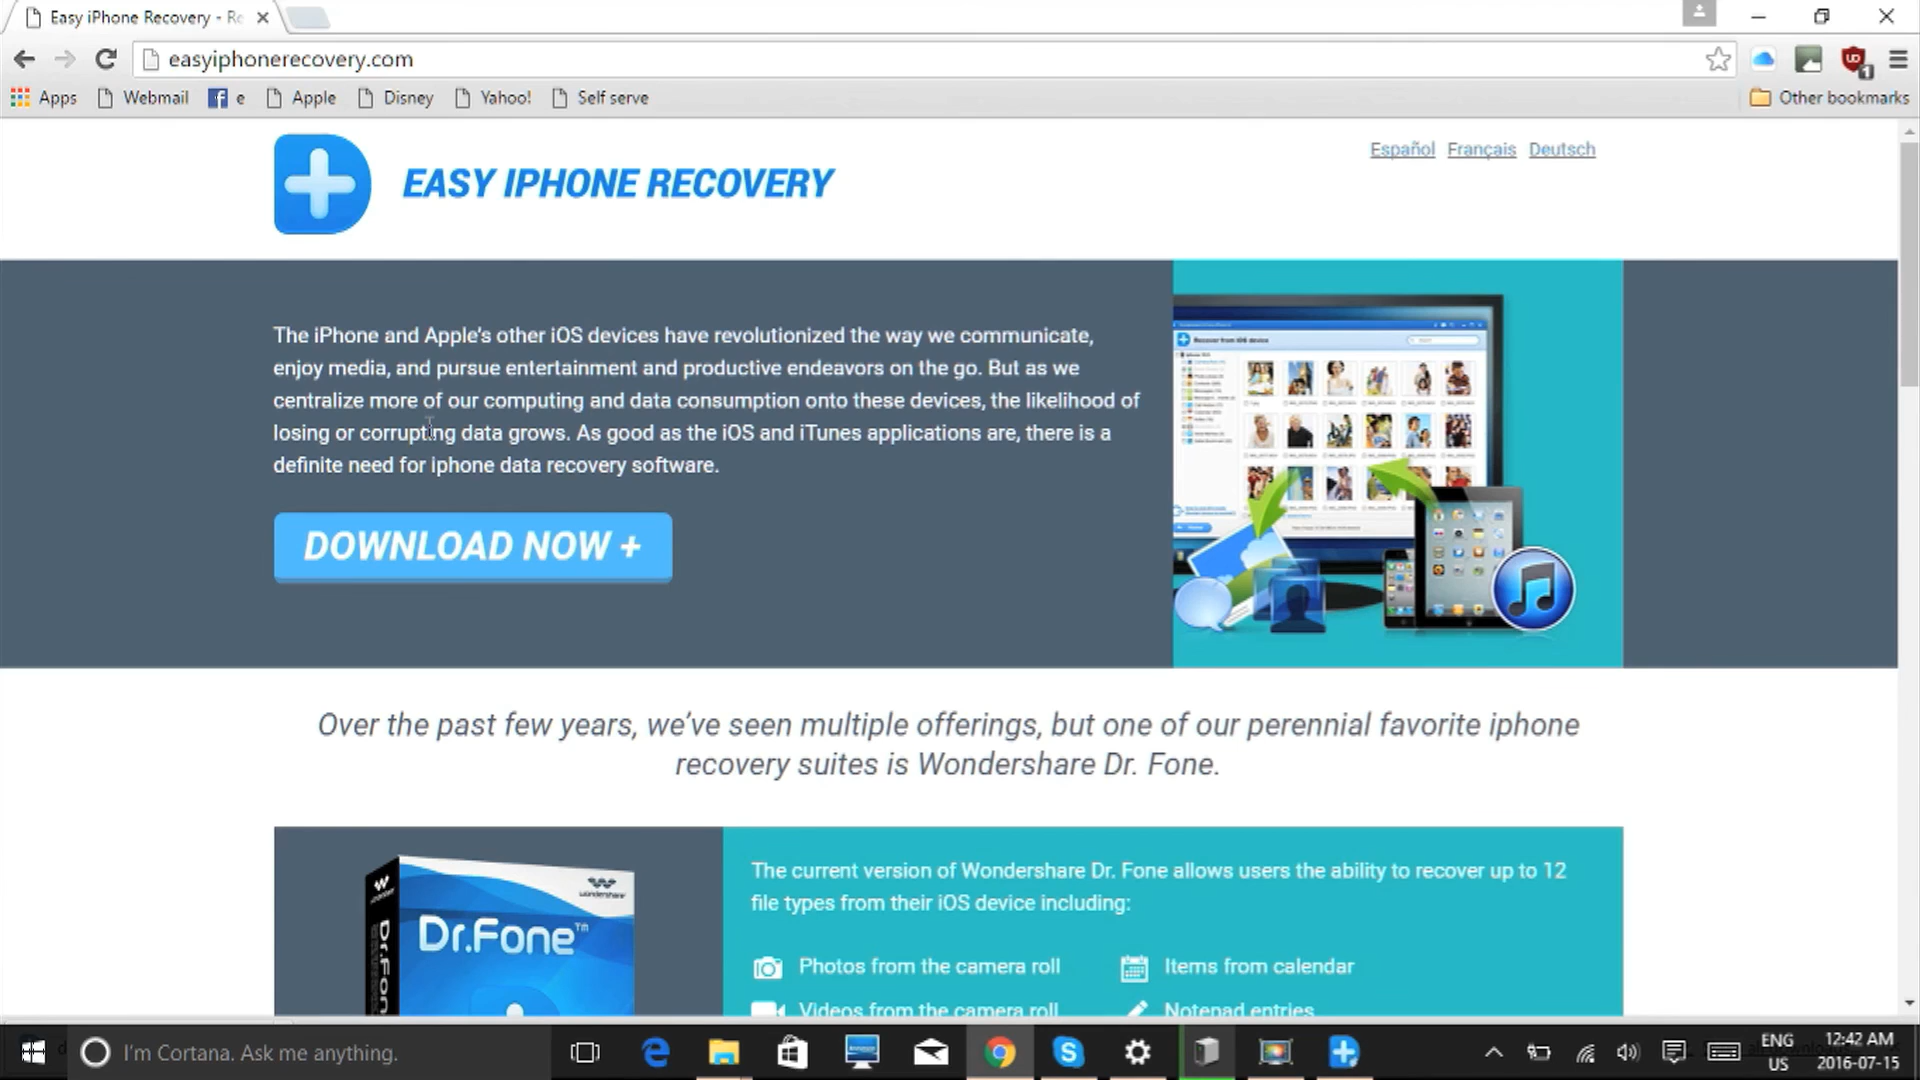 Easy iPhone Recovery - Re
easyiphonerecovery.com
Apps Webmail e Apple Disney Yahoo! Self serve Other bookmarks
Español Français Deutsch
EASY IPHONE RECOVERY
The iPhone and Apple's other iOS devices have revolutionized the way we communicate,
enjoy media, and pursue entertainment and productive endeavors on the go. But as we
centralize more of our computing and data consumption onto these devices, the likelihood of
losing or corrupting data grows. As good as the iOS and iTunes applications are, there is a
definite need for iphone data recovery software.
Recover from iOS device
DOWNLOAD NOW +
Over the past few years, we've seen multiple offerings, but one of our perennial favorite iphone
recovery suites is Wondershare Dr. Fone.
wondershare
Dr.Fone™
Dr.Fon
The current version of Wondershare Dr. Fone allows users the ability to recover up to 12
file types from their iOS device including:
Photos from the camera roll
Items from calendar
Videos from the camera roll
Notepad entries
I'm Cortana. Ask me anything.
ENG
US
12:42 AM
2016-07-15